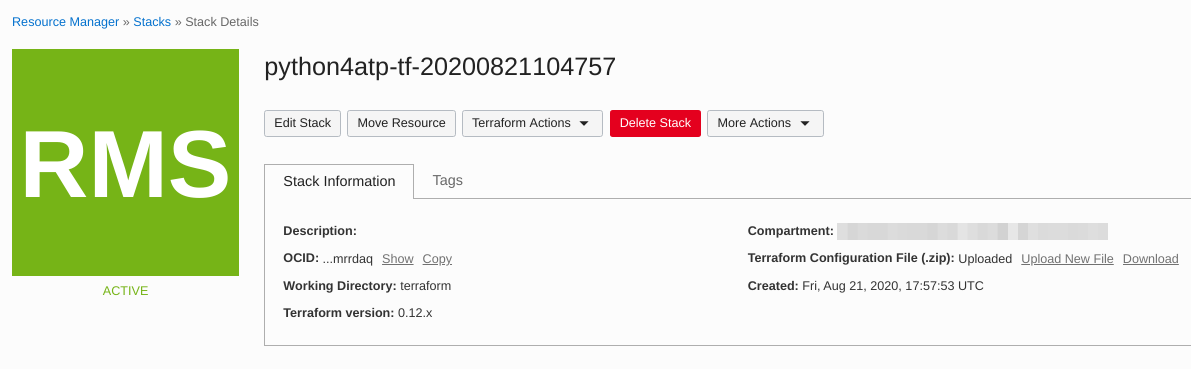 Resource Manager » Stacks » Stack Details
RMS
ACTIVE
python4atp-tf-20200821104757
Edit Stack Move Resource Terraform Actions Delete Stack More Actions
Stack Information Tags
Description:
OCID: ...mrrdaq Show Copy
Working Directory: terraform
Terraform version: 0.12.x
Compartment:
Terraform Configuration File (.zip): Uploaded Upload New File Download
Created: Fri, Aug 21, 2020, 17:57:53 UTC